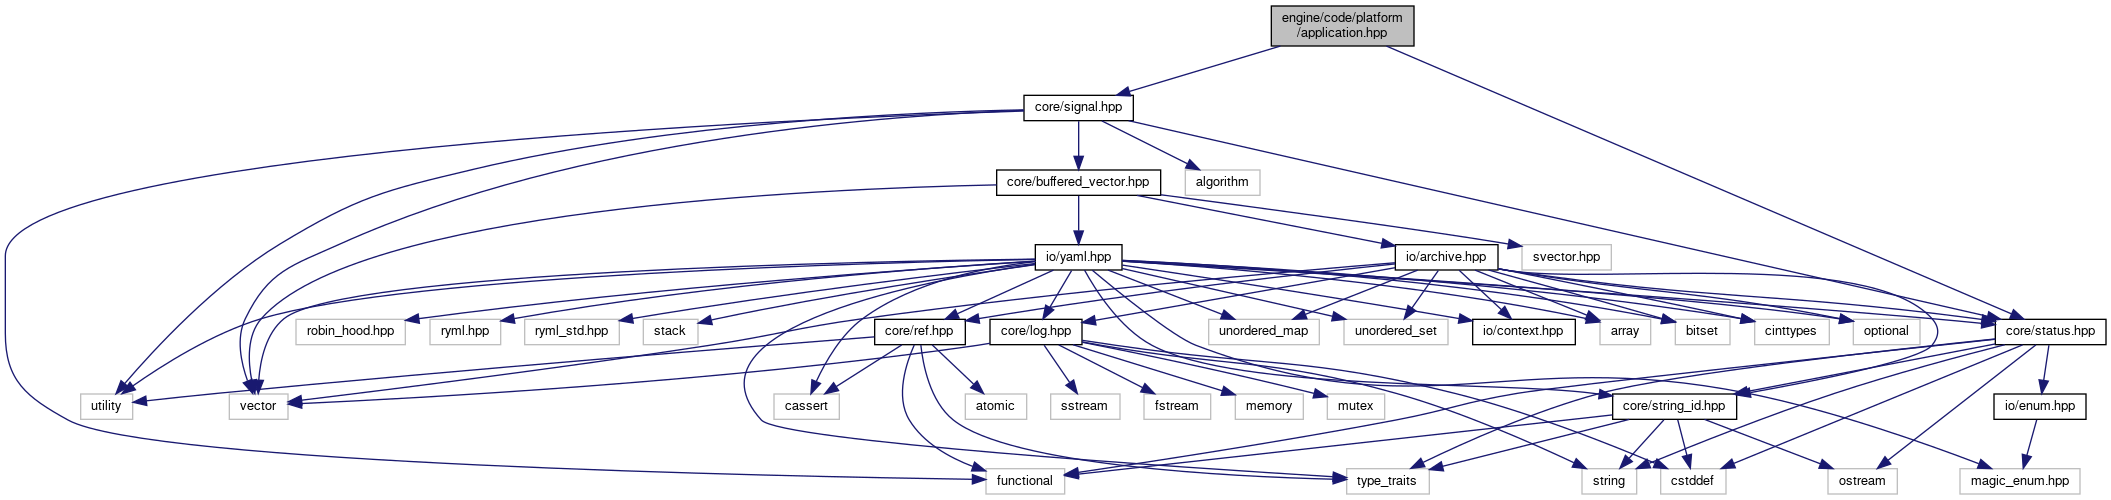 engine/code/platform
/application.hpp
core/signal.hpp
core/buffered_vector.hpp
algorithm
io/yaml.hpp
io/archive.hpp
svector.hpp
robin_hood.hpp
ryml.hpp
ryml_std.hpp
stack
core/ref.hpp
core/log.hpp
unordered_map
unordered_set
io/context.hpp
array
bitset
cinttypes
optional
core/status.hpp
utility
vector
cassert
atomic
sstream
fstream
memory
mutex
core/string_id.hpp
io/enum.hpp
functional
type_traits
string
cstddef
ostream
magic_enum.hpp